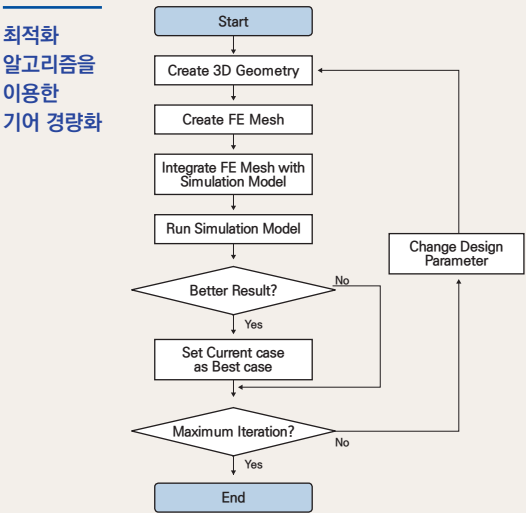 최적화
알고리즘을
이용한
기어 경량화
Start
Create 3D Geometry
Create FE Mesh
Integrate FE Mesh with
Simulation Model
Run Simulation Model
Change Design
Parameter
Better Result?
No
Yes
Set Current case
as Best case
Maximum Iteration?
No
Yes
End